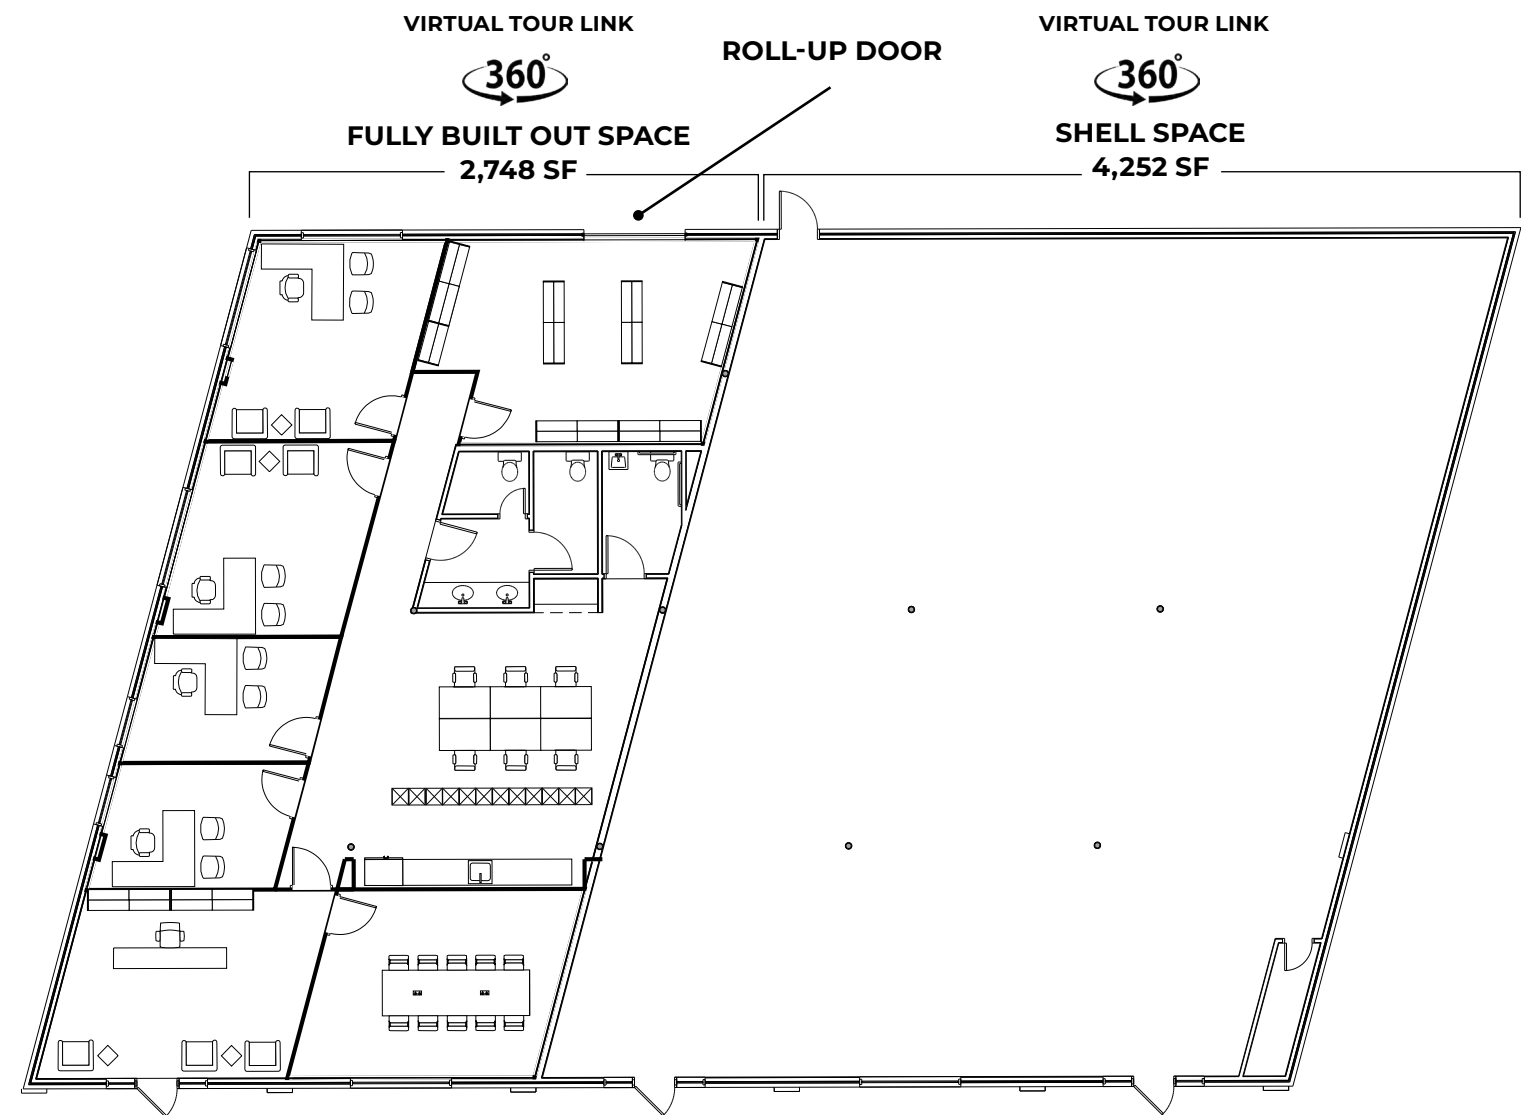 VIRTUAL TOUR LINK
360°
FULLY BUILT OUT SPACE
2,748 SF
ROLL-UP DOOR
VIRTUAL TOUR LINK
360°
SHELL SPACE
4,252 SF